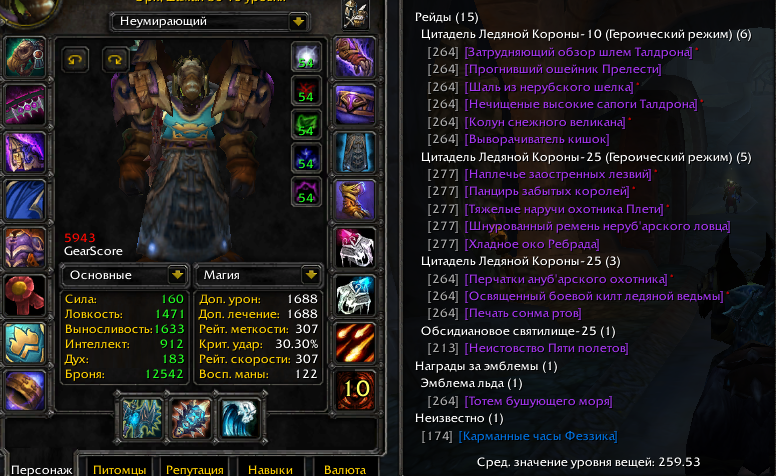 Орк, шаман 80-го уровня
Неумирающий
54
54
54
54
54
5943
GearScore
Основные
Магия
Сила: 160
Ловкость: 1471
Выносливость: 1633
Интеллект: 912
Дух: 183
Броня: 12542
Доп. урон: 1688
Доп. лечение: 1688
Рейт. меткости: 307
Крит. удар: 30.30%
Рейт. скорости: 307
Восп. маны: 122
10
Персонаж
Питомцы
Репутация
Навыки
Валюта
Рейды (15)
Цитадель Ледяной Короны-10 (Героический режим) (6)
[264] [Затрудняющий обзор шлем Талдрона]*
[264] [Прогнивший ошейник Прелести]
[264] [Шаль из нерубского шелка]*
[264] [Нечищеные высокие сапоги Талдрона]*
[264] [Колун снежного великана]*
[264] [Выворачиватель кишок]
Цитадель Ледяной Короны-25 (Героический режим) (5)
[277] [Наплечье заостренных лезвий]*
[277] [Панцирь забытых королей]*
[277] [Тяжелые наручи охотника Плети]*
[277] [Шнурованный ремень неруб'арского ловца]
[277] [Хладное око Ребрада]
Цитадель Ледяной Короны-25 (3)
[264] [Перчатки ануб'арского охотника]*
[264] [Освященный боевой килт ледяной ведьмы]*
[264] [Печать сонма ртов]
Обсидиановое святилище-25 (1)
[213] [Неистовство Пяти полетов]
Награды за эмблемы (1)
Эмблема льда (1)
[264] [Тотем бушующего моря]
Неизвестно (1)
[174] [Карманные часы Феззика]
Сред. значение уровня вещей: 259.53